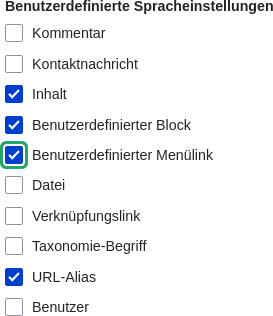 Benutzerdefinierte Spracheinstellungen
Kommentar
Kontaktnachricht
Inhalt
Benutzerdefinierter Block
Benutzerdefinierter Menülink
Datei
Verknüpfungslink
Taxonomie-Begriff
URL-Alias
Benutzer